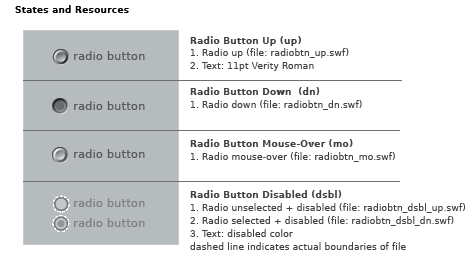 States and Resources
radio button
Radio Button Up (up)
1. Radio up (file: radiobtn_up.swf)
2. Text: 11pt Verity Roman
radio button
Radio Button Down (dn)
1. Radio down (file: radiobtn_dn.swf)
radio button
Radio Button Mouse-Over (mo)
1. Radio mouse-over (file: radiobtn_mo.swf)
radio button
radio button
Radio Button Disabled (dsbl)
1. Radio unselected + disabled (file: radiobtn_dsbl_up.swf)
2. Radio selected + disabled (file: radiobtn_dsbl_dn.swf)
3. Text: disabled color
dashed line indicates actual boundaries of file